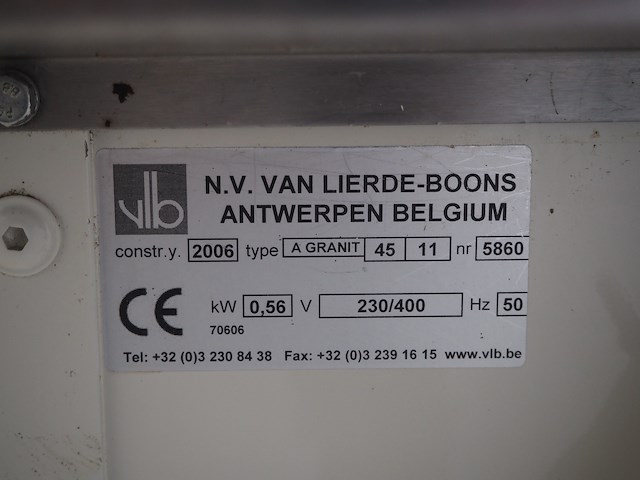 vlb
N.V. VAN LIERDE-BOONS
ANTWERPEN BELGIUM
constr.y. 2006 type A GRANIT 45 11 nr 5860
CE
kW 0,56 V 230/400 Hz 50
70606
Tel: +32 (0)3 230 84 38 Fax: +32 (0)3 239 16 15 www.vlb.be